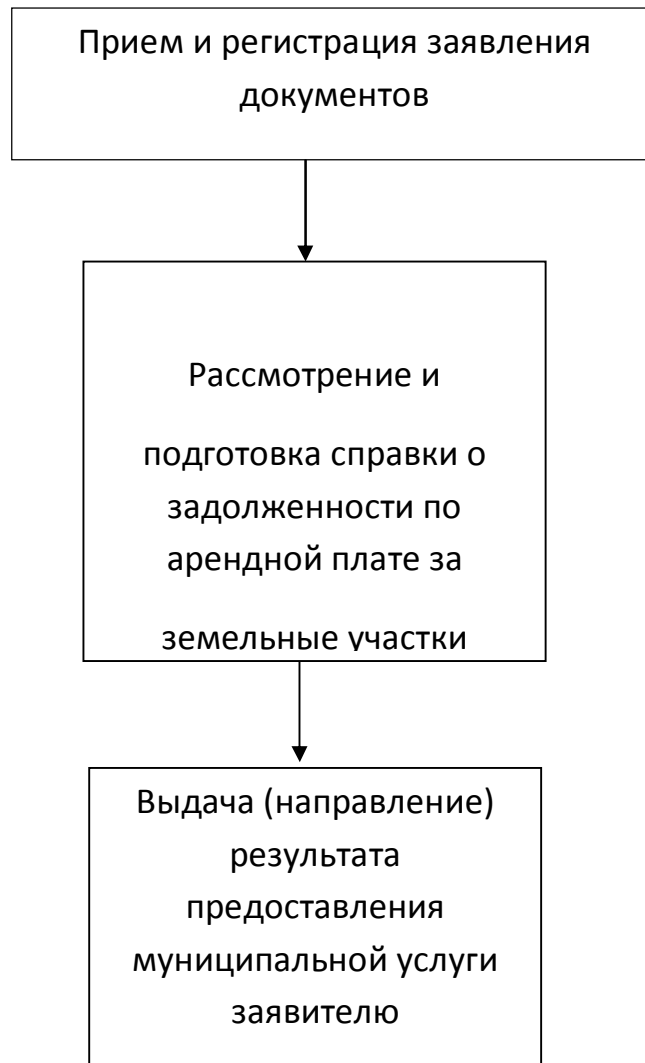 Прием и регистрация заявления
документов
Рассмотрение и
подготовка справки о
задолженности по
арендной плате за
земельные участки
Выдача (направление)
результата
предоставления
муниципальной услуги
заявителю